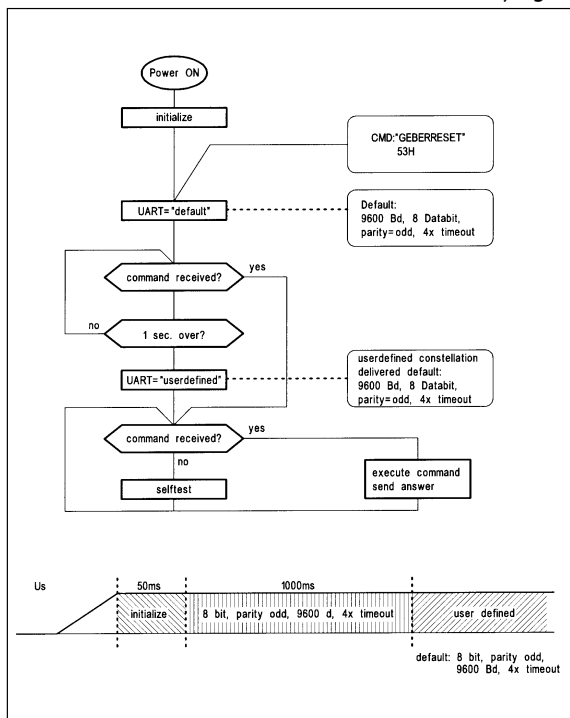 Power ON
initialize
CMD:"GEBERRESET"
53H
UART="default"
Default:
9600 Bd, 8 Databit,
parity=odd, 4x timeout
command received?
yes
no
1 sec. over?
UART="userdefined"
userdefined constellation
delivered default:
9600 Bd, 8 Databit,
parity=odd, 4x timeout
command received?
yes
no
selftest
execute command
send answer
Us
50ms
1000ms
initialize
8 bit, parity odd, 9600 d, 4x timeout
user defined
default: 8 bit, parity odd,
9600 Bd, 4x timeout